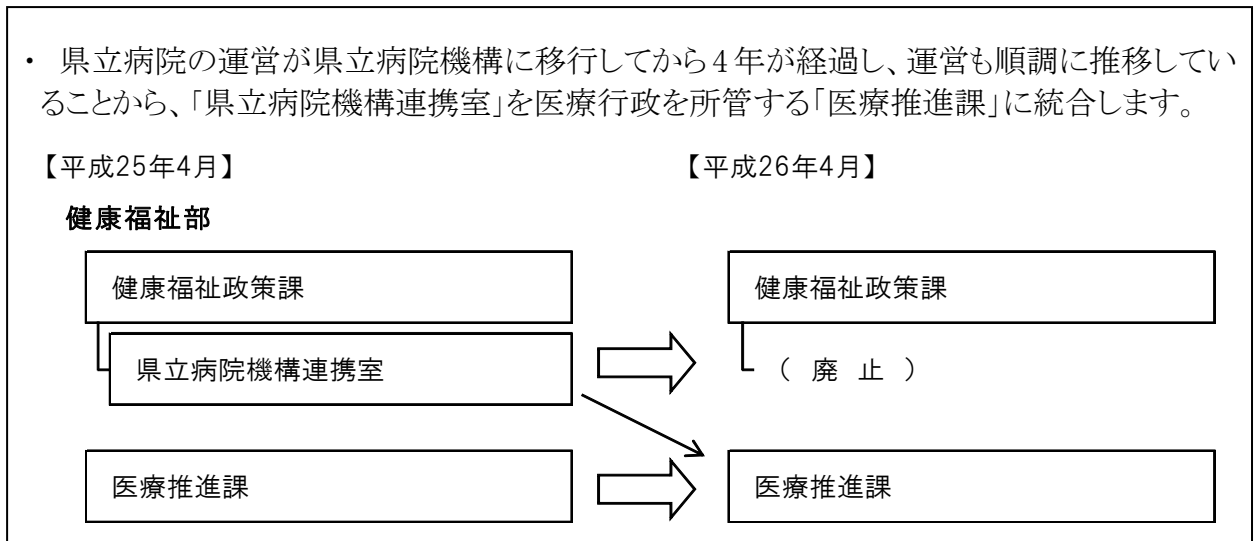 ・ 県立病院の運営が県立病院機構に移行してから4年が経過し、運営も順調に推移してい
ることから、「県立病院機構連携室」を医療行政を所管する「医療推進課」に統合します。
【平成25年4月】 【平成26年4月】
健康福祉部
健康福祉政策課 健康福祉政策課
県立病院機構連携室 （ 廃 止 ）
医療推進課 医療推進課